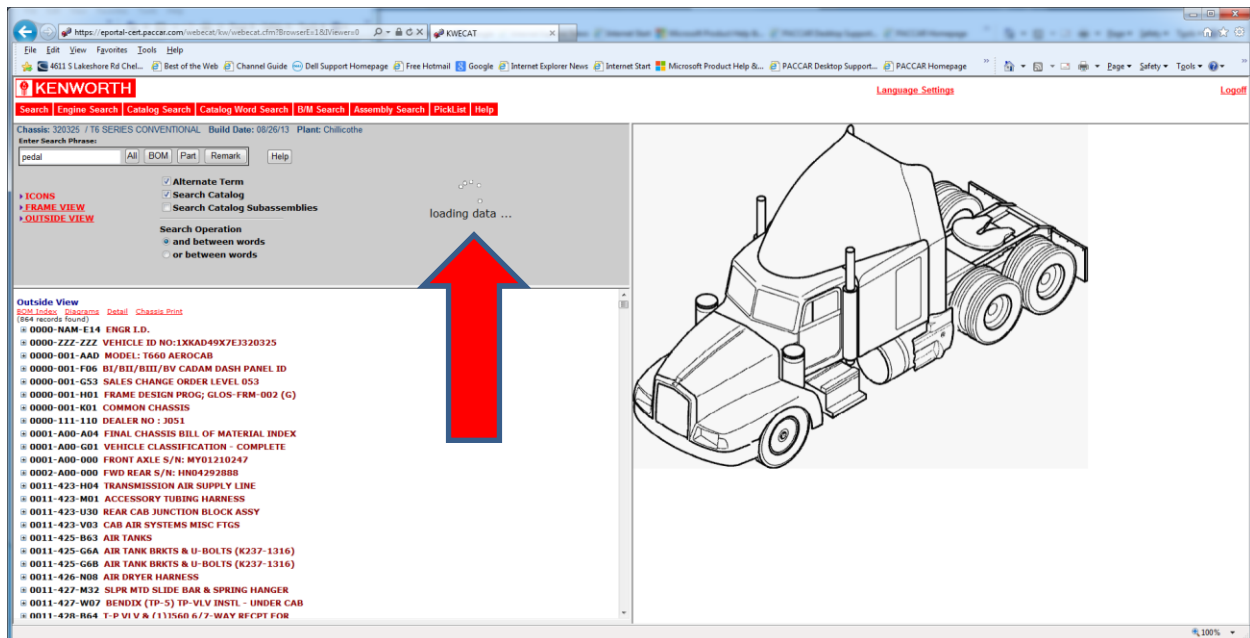 https://eportal-cert.paccar.com/webecat/kw/webecat.cfm?BrowserE=1&IViewer=0
KWECAT
File Edit View Favorites Tools Help
4611 S Lakeshore Rd Chel... Best of the Web Channel Guide Dell Support Homepage Free Hotmail Google Internet Explorer News Internet Start Microsoft Product Help &... PACCAR Desktop Support... PACCAR Homepage Page Safety Tools
KENWORTH
Language Settings
Logoff
Search Engine Search Catalog Search Catalog Word Search B/M Search Assembly Search PickList Help
Chassis: 320325 / T6 SERIES CONVENTIONAL Build Date: 08/26/13 Plant: Chillicothe
Enter Search Phrase:
pedal All BOM Part Remark Help
Alternate Term
ICONS Search Catalog
FRAME VIEW Search Catalog Subassemblies
OUTSIDE VIEW
loading data ...
Search Operation
and between words
or between words
Outside View
BOM Index Diagrams Detail Chassis Print
(864 records found)
0000-NAM-E14 ENGR I.D.
0000-ZZZ-ZZZ VEHICLE ID NO:1XKAD49X7EJ320325
0000-001-AAD MODEL: T660 AEROCAB
0000-001-F06 BI/BII/BIII/BV CADAM DASH PANEL ID
0000-001-G53 SALES CHANGE ORDER LEVEL 053
0000-001-H01 FRAME DESIGN PROG; GLOS-FRM-002 (G)
0000-001-K01 COMMON CHASSIS
0000-111-110 DEALER NO : J051
0001-A00-A04 FINAL CHASSIS BILL OF MATERIAL INDEX
0001-A00-G01 VEHICLE CLASSIFICATION - COMPLETE
0001-A00-000 FRONT AXLE S/N: MY01210247
0002-A00-000 FWD REAR S/N: HN04292888
0011-423-H04 TRANSMISSION AIR SUPPLY LINE
0011-423-M01 ACCESSORY TUBING HARNESS
0011-423-U30 REAR CAB JUNCTION BLOCK ASSY
0011-423-V03 CAB AIR SYSTEMS MISC FTGS
0011-425-B63 AIR TANKS
0011-425-G6A AIR TANK BRKTS & U-BOLTS (K237-1316)
0011-425-G6B AIR TANK BRKTS & U-BOLTS (K237-1316)
0011-426-N08 AIR DRYER HARNESS
0011-427-M32 SLPR MTD SLIDE BAR & SPRING HANGER
0011-427-W07 BENDIX (TP-5) TP-VLV INSTL - UNDER CAB
0011-428-B64 T-P VLV & (1)J560 6/7-WAY RECPT FOR
100%